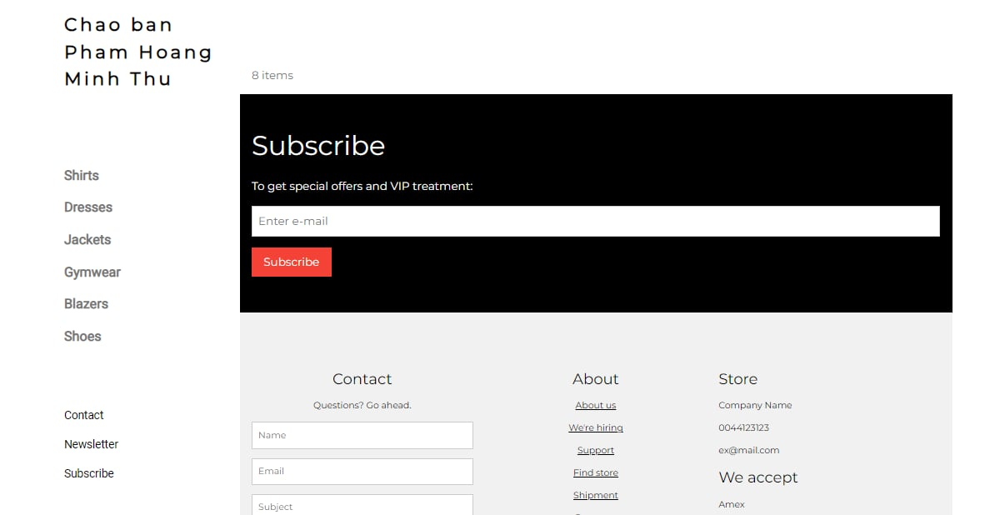 Chao ban
Pham Hoang
Minh Thu
Shirts
Dresses
Jackets
Gymwear
Blazers
Shoes
Contact
Newsletter
Subscribe
8 items
Subscribe
To get special offers and VIP treatment:
Enter e-mail
Subscribe
Contact
Questions? Go ahead.
Name
Email
Subject
About
About us
We're hiring
Support
Find store
Shipment
Store
Company Name
0044123123
ex@mail.com
We accept
Amex